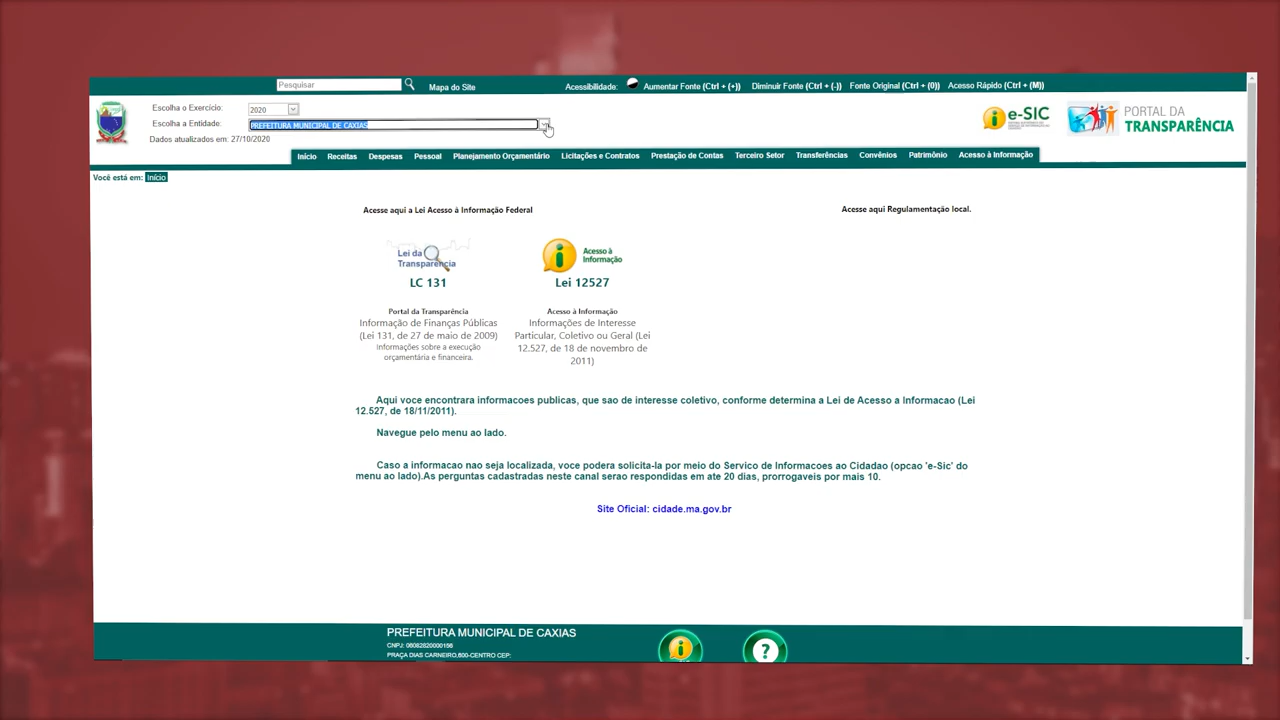 Pesquisar
Mapa do Site
Acessibilidade:
Aumentar Fonte (Ctrl + (+))
Diminuir Fonte (Ctrl + (.))
Fonte Original (Ctrl + (0))
Acesso Rápido (Ctrl + (M))
Escolha o Exercício:
2020
Escolha a Entidade:
PREFEITURA MUNICIPAL DE CAXIAS
Dados atualizados em: 27/10/2020
e-SIC
PORTAL DA
TRANSPARÊNCIA
Início
Receitas
Despesas
Pessoal
Planejamento Orçamentário
Licitações e Contratos
Prestação de Contas
Terceiro Setor
Transferências
Convênios
Patrimônio
Acesso à Informação
Você está em: Início
Acesse aqui a Lei Acesso à Informação Federal
Acesse aqui Regulamentação local.
Lei da
Transparência
LC 131
Acesso à
Informação
Lei 12527
Portal da Transparência
Informação de Finanças Públicas
(Lei 131, de 27 de maio de 2009)
Informações sobre a execução
orçamentária e financeira.
Acesso à Informação
Informações de Interesse
Particular, Coletivo ou Geral (Lei
12.527, de 18 de novembro de
2011)
Aqui voce encontrara informacoes publicas, que sao de interesse coletivo, conforme determina a Lei de Acesso a Informacao (Lei
12.527, de 18/11/2011).
Navegue pelo menu ao lado.
Caso a informacao nao seja localizada, voce podera solicita-la por meio do Servico de Informacoes ao Cidadao (opcao 'e-Sic' do
menu ao lado).As perguntas cadastradas neste canal serao respondidas em ate 20 dias, prorrogaveis por mais 10.
Site Oficial: cidade.ma.gov.br
PREFEITURA MUNICIPAL DE CAXIAS
CNPJ: 06082820000156
PRAÇA DIAS CARNEIRO,600-CENTRO CEP: